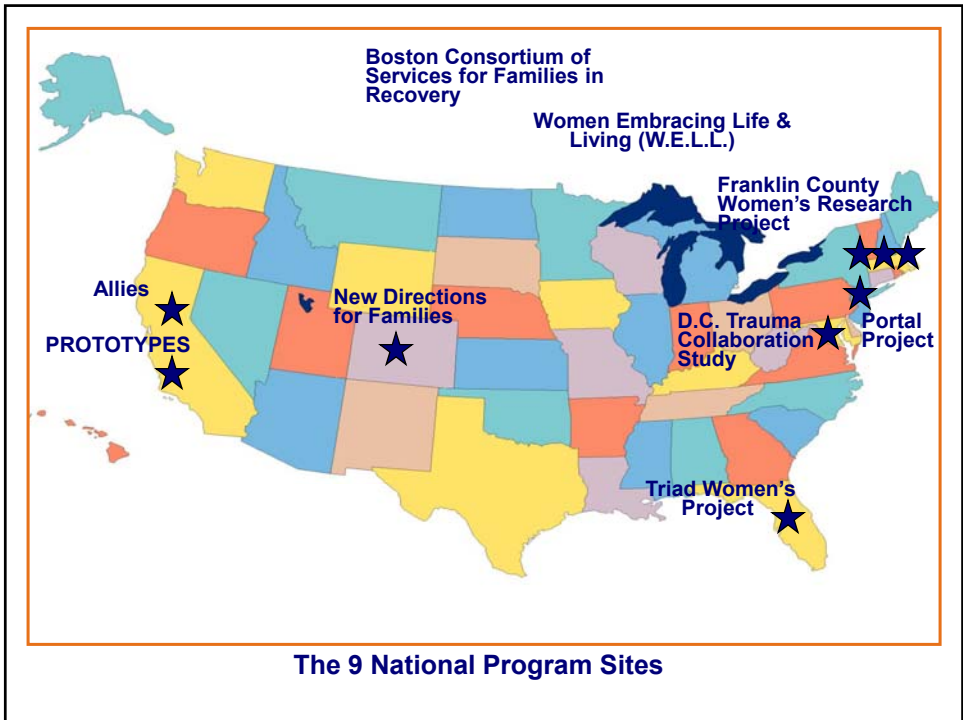 Boston Consortium of
Services for Families in
Recovery
Women Embracing Life &
Living (W.E.L.L.)
Franklin County
Women's Research
Project
Allies
New Directions
for Families
PROTOTYPES
D.C. Trauma
Collaboration
Study
Portal
Project
Triad Women's
Project
The 9 National Program Sites